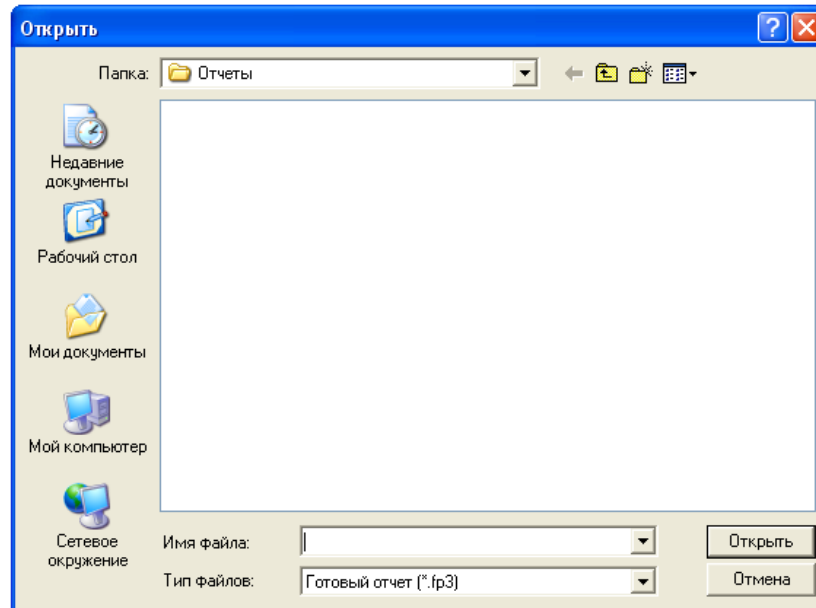 Открыть
Папка: Отчеты
Недавние
документы
Рабочий стол
Мои документы
Мой компьютер
Сетевое
окружение
Имя файла:
Открыть
Тип файлов: Готовый отчет (*.fp3)
Отмена